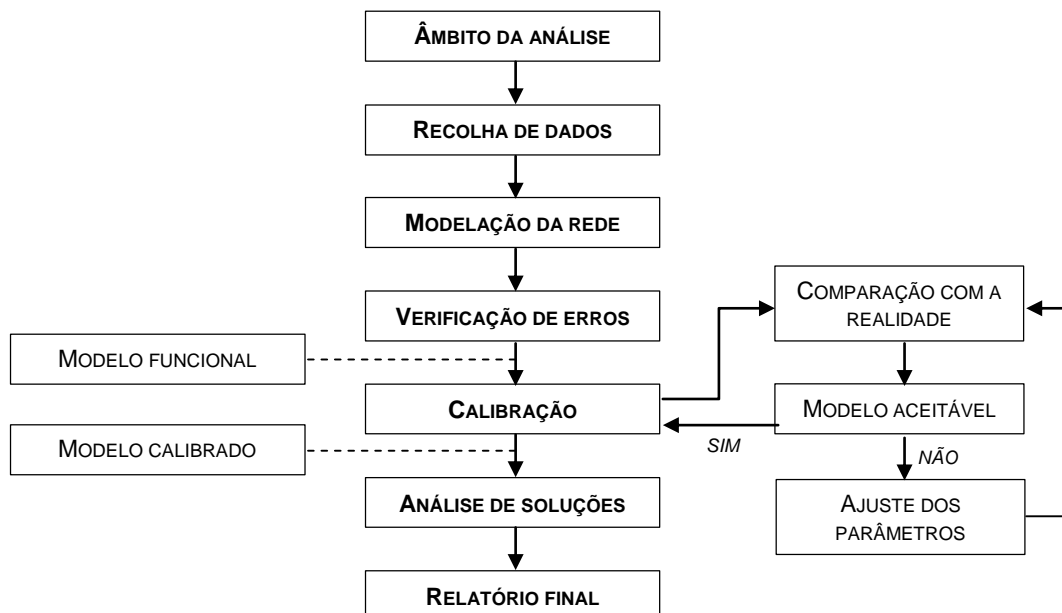 ÂMBITO DA ANÁLISE
RECOLHA DE DADOS
MODELAÇÃO DA REDE
VERIFICAÇÃO DE ERROS
COMPARAÇÃO COM A
REALIDADE
MODELO FUNCIONAL
CALIBRAÇÃO
MODELO ACEITÁVEL
SIM
NÃO
MODELO CALIBRADO
ANÁLISE DE SOLUÇÕES
AJUSTE DOS
PARÂMETROS
RELATÓRIO FINAL